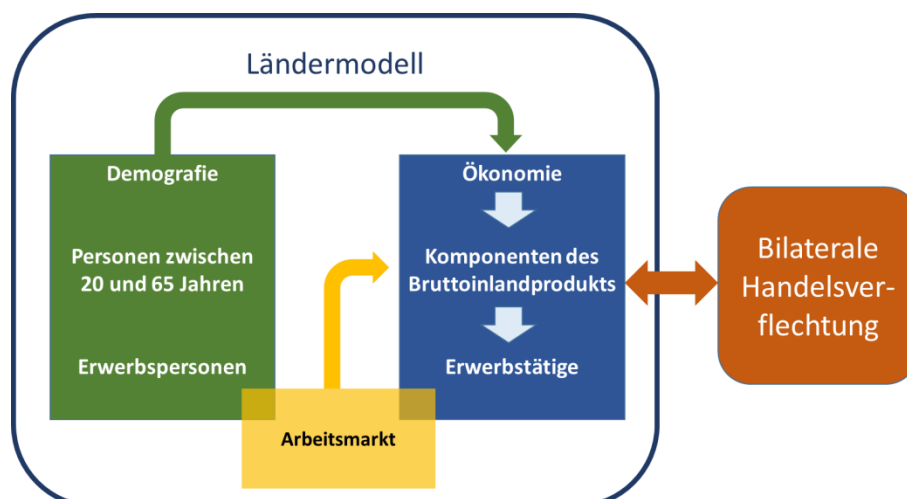 Ländermodell
Demografie
Personen zwischen
20 und 65 Jahren
Erwerbspersonen
Ökonomie
Komponenten des
Bruttoinlandprodukts
Erwerbstätige
Arbeitsmarkt
Bilaterale
Handelsver-
flechtung